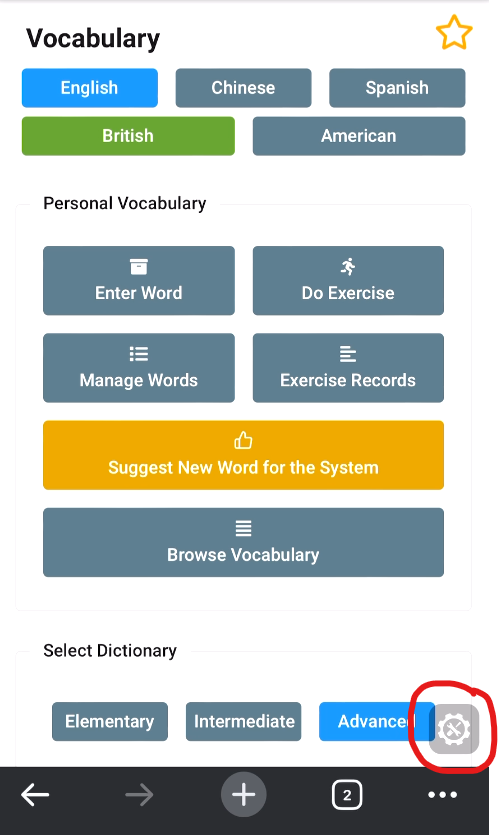 Vocabulary
English Chinese Spanish
British American
Personal Vocabulary
Enter Word Do Exercise
Manage Words Exercise Records
Suggest New Word for the System
Browse Vocabulary
Select Dictionary
Elementary Intermediate Advanced
2